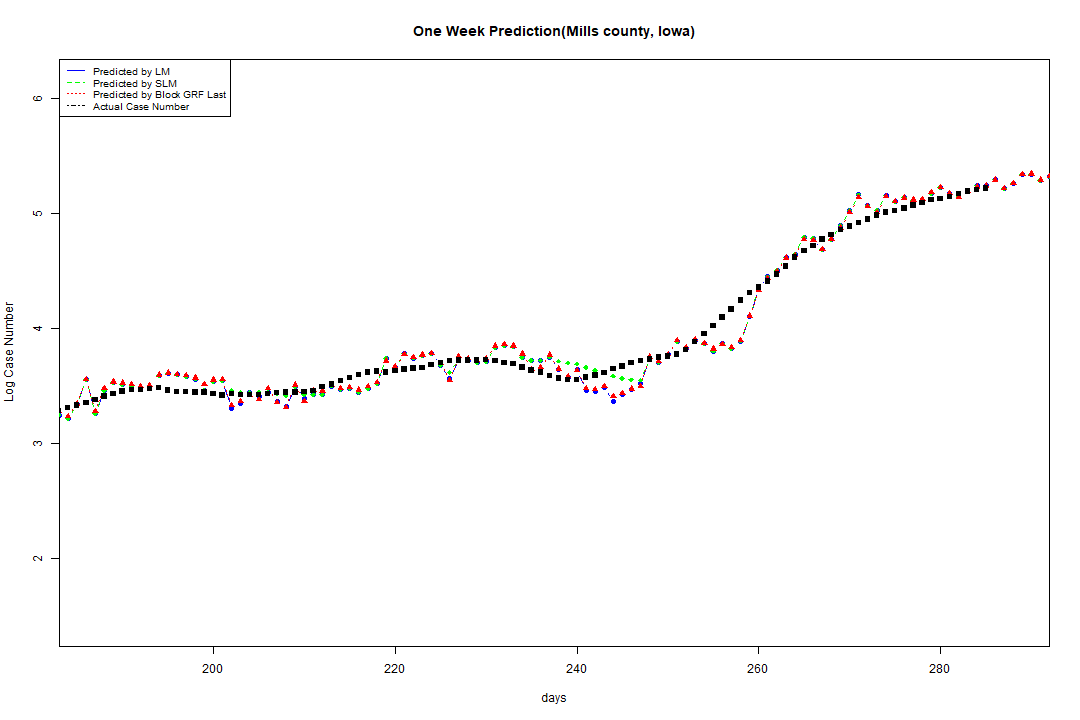 One Week Prediction(Mills county, Iowa)
Predicted by LM
Predicted by SLM
Predicted by Block GRF Last
Actual Case Number
6
5
4
3
2
Log Case Number
200 220 240 260 280
days